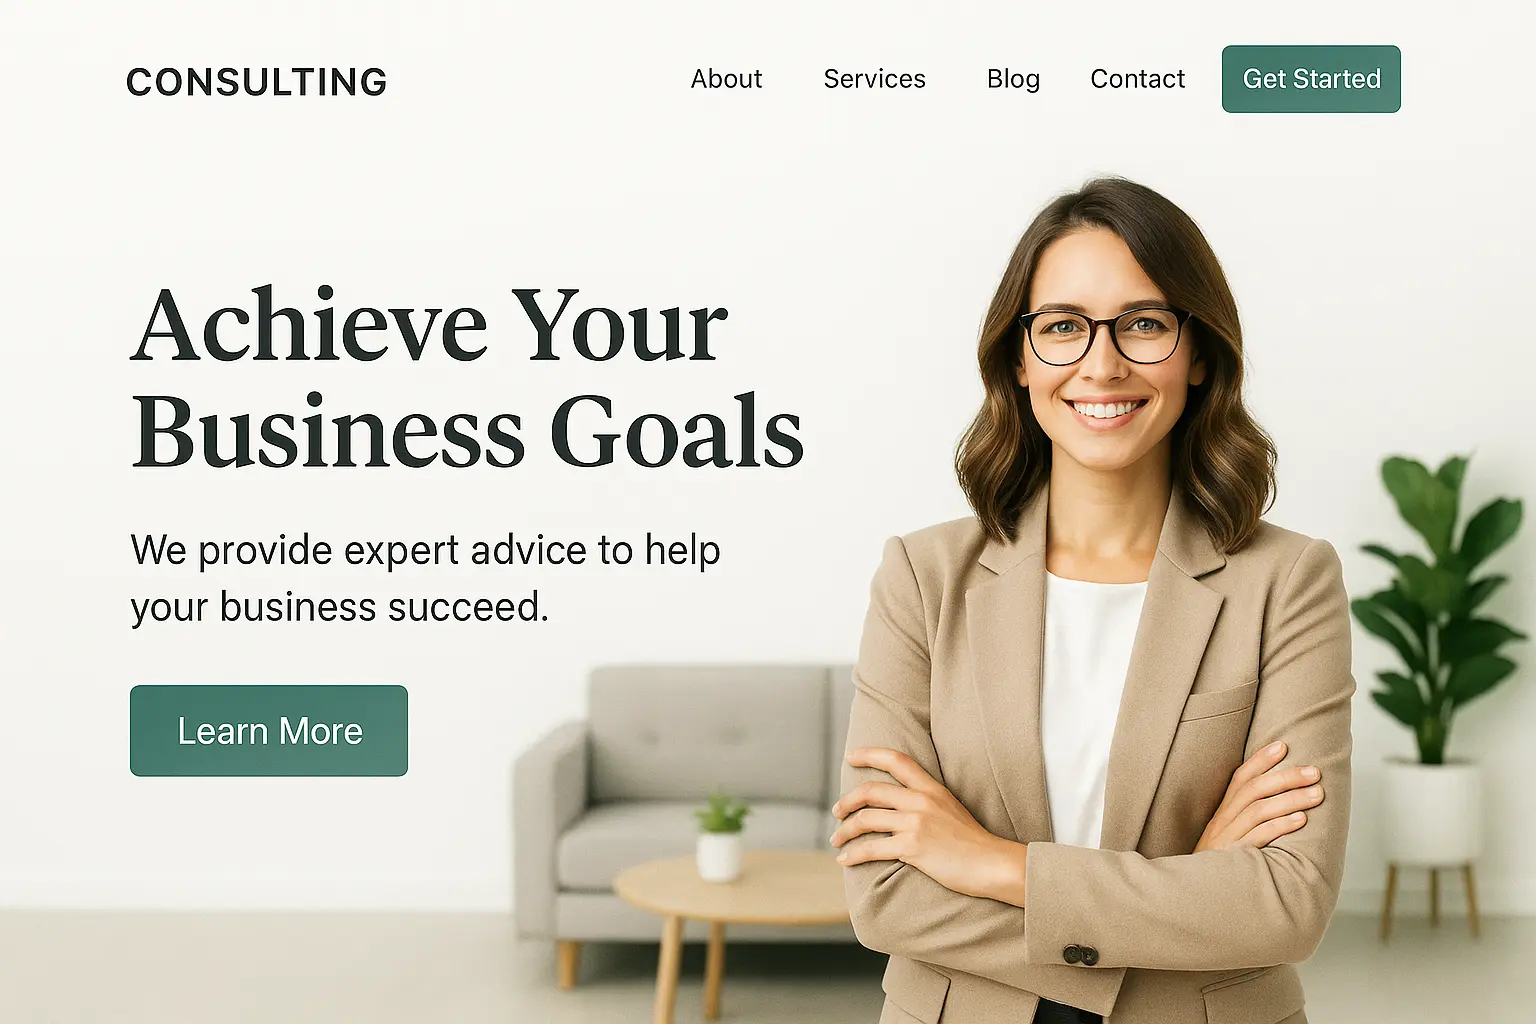 CONSULTING
About Services Blog Contact Get Started
Achieve Your
Business Goals
We provide expert advice to help
your business succeed.
Learn More